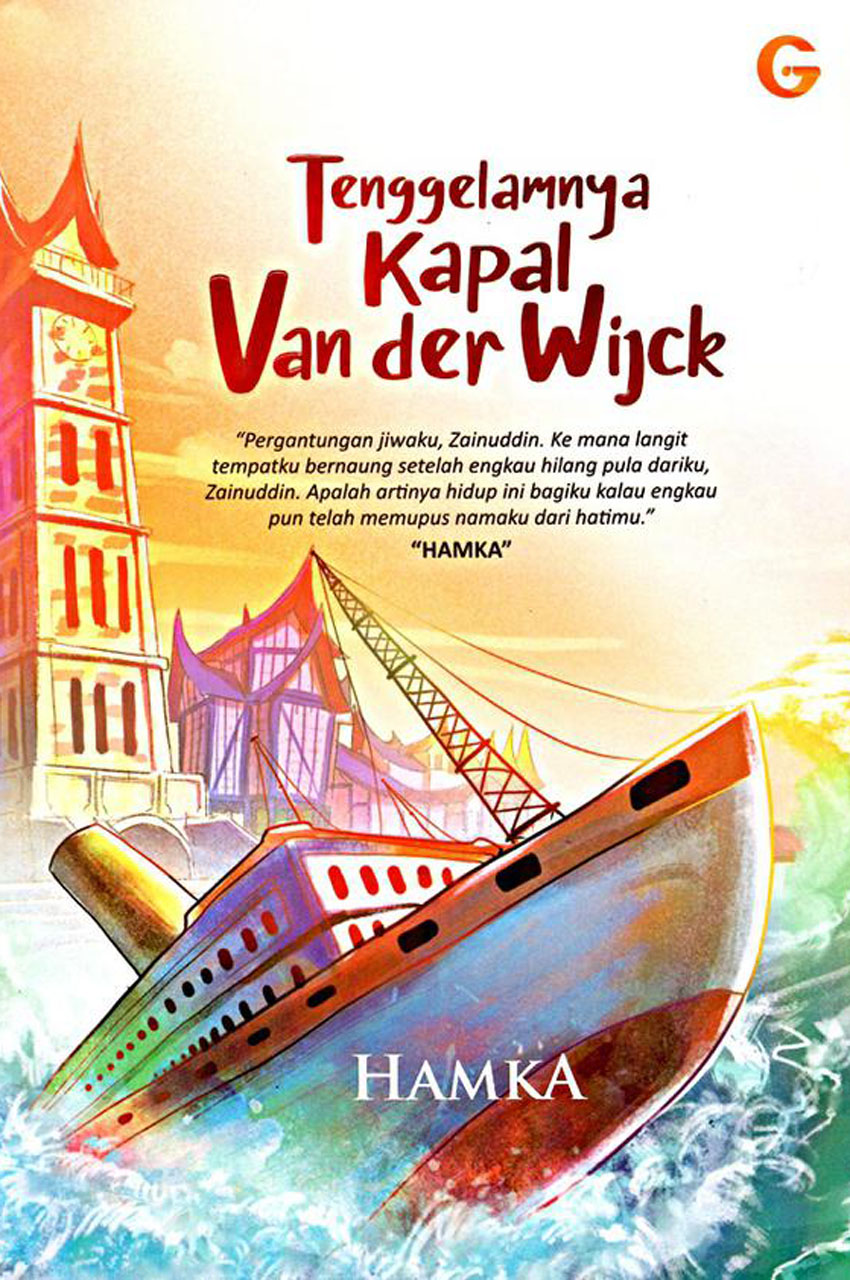 Tenggelamnya
Kapal
Van der Wijck
“Pergantungan jiwaku, Zainuddin. Ke mana langit
tempatku bernaung setelah engkau hilang pula dariku,
Zainuddin. Apalah artinya hidup ini bagiku kalau engkau
pun telah memupus namaku dari hatimu.”
“HAMKA”
HAMKA